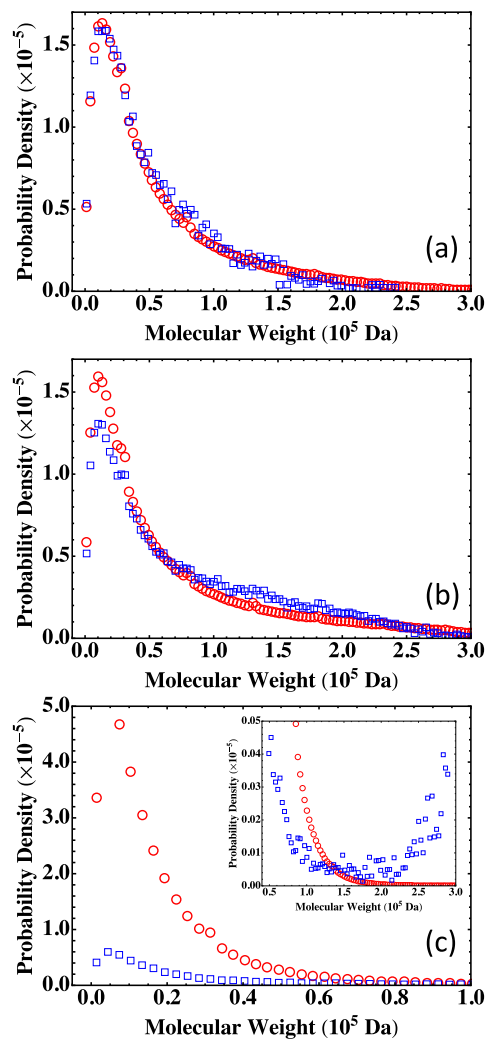 Probability Density (×10⁻⁵)
1.5
1.0
0.5
0.0
(a)
0.0 0.5 1.0 1.5 2.0 2.5 3.0
Molecular Weight (10⁵ Da)
Probability Density (×10⁻⁵)
1.5
1.0
0.5
0.0
(b)
0.0 0.5 1.0 1.5 2.0 2.5 3.0
Molecular Weight (10⁵ Da)
Probability Density (×10⁻⁵)
5.0
4.0
3.0
2.0
1.0
0.0
Probability Density (×10⁻⁵)
0.05
0.04
0.03
0.02
0.01
0.00
0.5 1.0 1.5 2.0 2.5 3.0
Molecular Weight (10⁵ Da)
(c)
0.0 0.2 0.4 0.6 0.8 1.0
Molecular Weight (10⁵ Da)